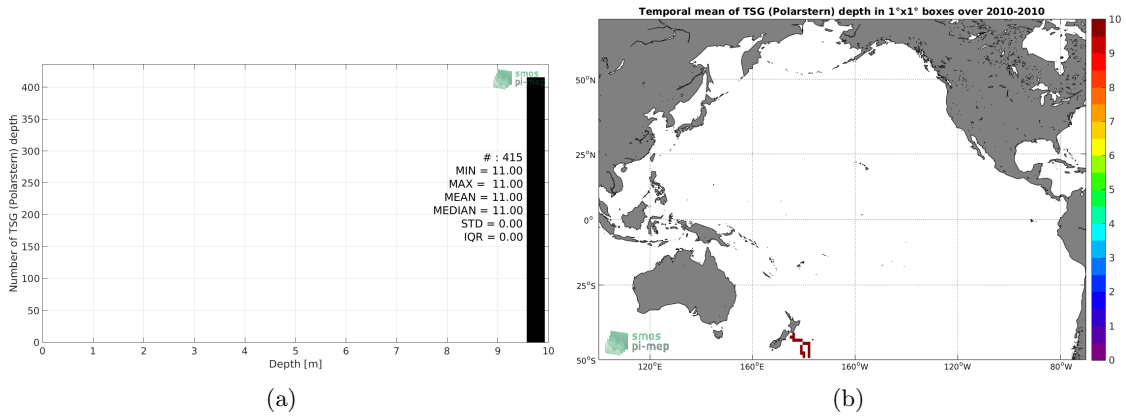 Temporal mean of TSG (Polarstern) depth in 1°x1° boxes over 2010-2010
smos
pi-mep
Number of TSG (Polarstern) depth
400
350
300
250
200
150
100
50
0
# : 415
MIN = 11.00
MAX = 11.00
MEAN = 11.00
MEDIAN = 11.00
STD = 0.00
IQR = 0.00
0 1 2 3 4 5 6 7 8 9 10
Depth [m]
(a)
50°N
25°N
0°
25°S
50°S
smos
pi-mep
120°E 160°E 160°W 120°W 80°W
10
9
8
7
6
5
4
3
2
1
0
(b)